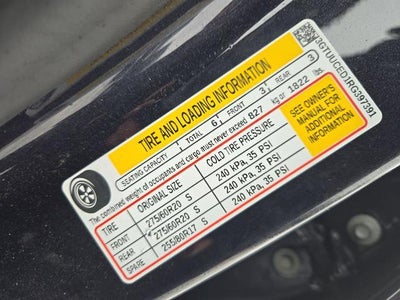 3GTUUCED1RG397391
TIRE AND LOADING INFORMATION
SEATING CAPACITY TOTAL 6 FRONT 3 REAR 3
The combined weight of occupants and cargo must never exceed 827 kg or 1822 lbs.
TIRE ORIGINAL SIZE COLD TIRE PRESSURE
FRONT 275/60R20 S 240 kPa, 35 PSI
REAR 275/60R20 S 240 kPa, 35 PSI
SPARE 255/80R17 S 240 kPa, 35 PSI
SEE OWNER'S
MANUAL FOR
ADDITIONAL
INFORMATION